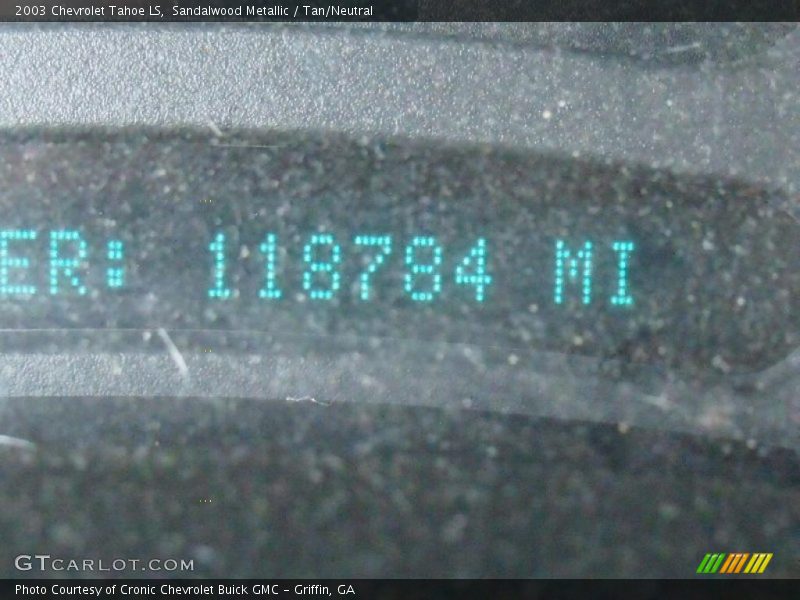 2003 Chevrolet Tahoe LS, Sandalwood Metallic / Tan/Neutral
ER: 118784 MI
GTCARLOT.COM
Photo Courtesy of Cronic Chevrolet Buick GMC - Griffin, GA